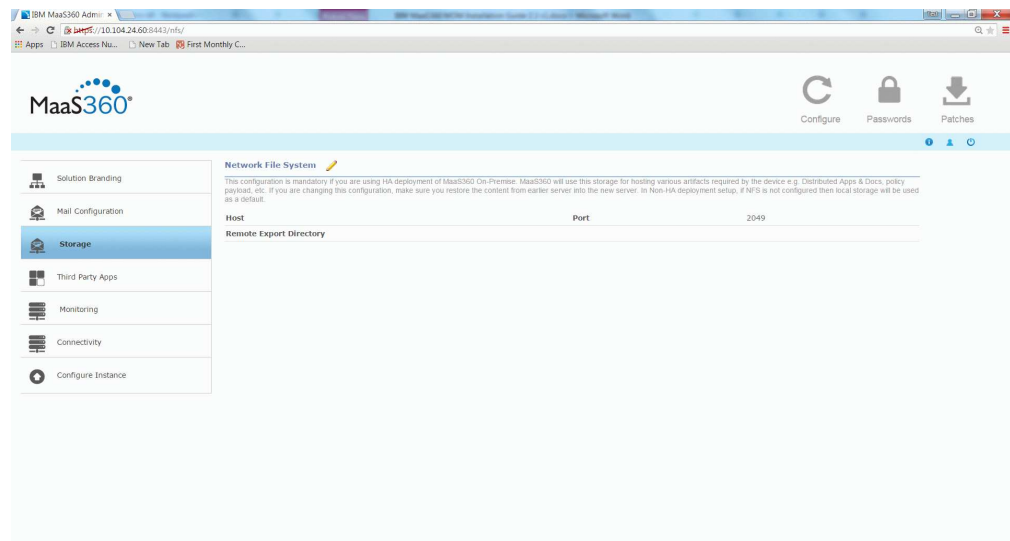 IBM MaaS360 Admin
https://10.104.24.60:8443/nfs/
Apps IBM Access Nu... New Tab First Monthly C...
MaaS360®
Configure Passwords Patches
Solution Branding
Mail Configuration
Storage
Third Party Apps
Monitoring
Connectivity
Configure Instance
Network File System
This configuration is mandatory if you are using HA deployment of MaaS360 On-Premise. MaaS360 will use this storage for hosting various artifacts required by the device e.g. Distributed Apps & Docs, policy
payload, etc. If you are changing this configuration, make sure you restore the content from earlier server into the new server. In Non-HA deployment setup, if NFS is not configured then local storage will be used
as a default.
Host Port 2049
Remote Export Directory